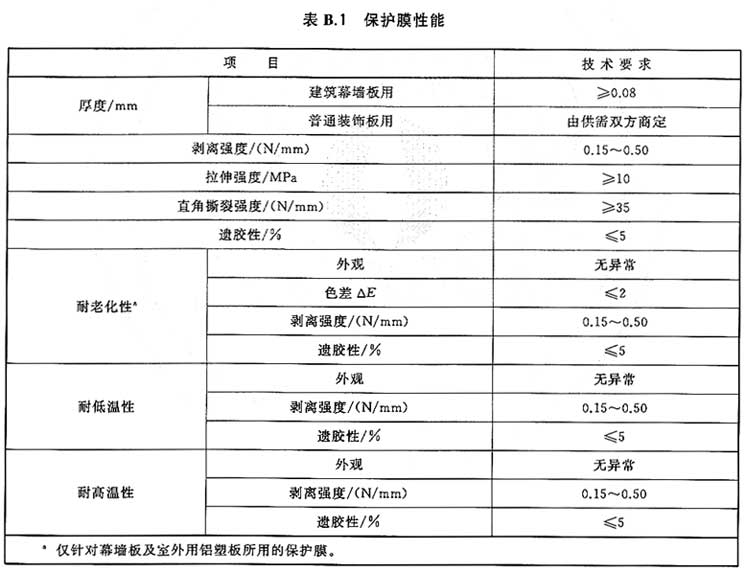 表 B.1 保护膜性能
项 目 技 术 要 求
厚度/mm 建筑幕墙板用 ≥0.08
普通装饰板用 由供需双方商定
剥离强度/(N/mm) 0.15～0.50
拉伸强度/MPa ≥10
直角撕裂强度/(N/mm) ≥35
遗胶性/% ≤5
耐老化性ᵃ 外观 无异常
色差 ΔE ≤2
剥离强度/(N/mm) 0.15～0.50
遗胶性/% ≤5
耐低温性 外观 无异常
剥离强度/(N/mm) 0.15～0.50
遗胶性/% ≤5
耐高温性 外观 无异常
剥离强度/(N/mm) 0.15～0.50
遗胶性/% ≤5
ᵃ 仅针对幕墙板及室外用铝塑板所用的保护膜。